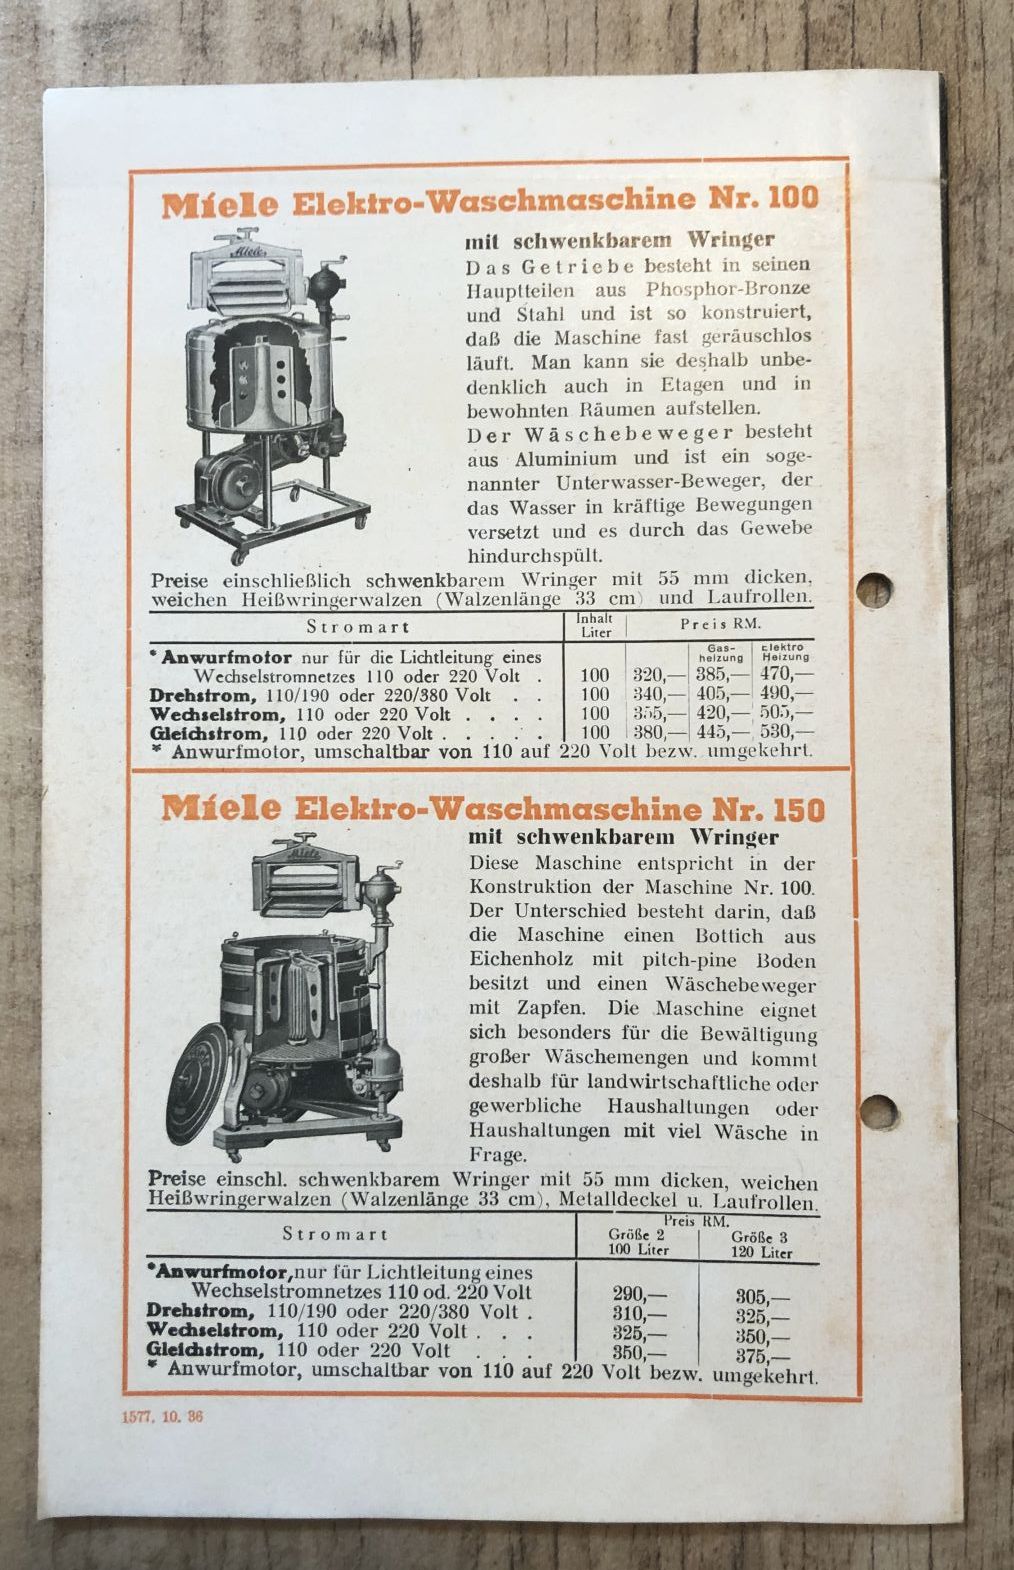 Miele Elektro-Waschmaschine Nr. 100
Miele
mit schwenkbarem Wringer
Das Getriebe besteht in seinen
Hauptteilen aus Phosphor-Bronze
und Stahl und ist so konstruiert,
daß die Maschine fast geräuschlos
läuft. Man kann sie deshalb unbe-
denklich auch in Etagen und in
bewohnten Räumen aufstellen.
Der Wäschebeweger besteht
aus Aluminium und ist ein soge-
nannter Unterwasser-Beweger, der
das Wasser in kräftige Bewegungen
versetzt und es durch das Gewebe
hindurchspült.
Preise einschließlich schwenkbarem Wringer mit 55 mm dicken,
weichen Heißwringerwalzen (Walzenlänge 33 cm) und Laufrollen.
Stromart Inhalt Liter Preis RM.
Gas-heizung Elektro Heizung
*Anwurfmotor nur für die Lichtleitung eines
Wechselstromnetzes 110 oder 220 Volt . 100 320,— 385,— 470,—
Drehstrom, 110/190 oder 220/380 Volt . . 100 340,— 405,— 490,—
Wechselstrom, 110 oder 220 Volt . . . . 100 355,— 420,— 505,—
Gleichstrom, 110 oder 220 Volt . . . . . 100 380,— 445,— 530,—
* Anwurfmotor, umschaltbar von 110 auf 220 Volt bezw. umgekehrt.
Miele Elektro-Waschmaschine Nr. 150
Miele
mit schwenkbarem Wringer
Diese Maschine entspricht in der
Konstruktion der Maschine Nr. 100.
Der Unterschied besteht darin, daß
die Maschine einen Bottich aus
Eichenholz mit pitch-pine Boden
besitzt und einen Wäschebeweger
mit Zapfen. Die Maschine eignet
sich besonders für die Bewältigung
großer Wäschemengen und kommt
deshalb für landwirtschaftliche oder
gewerbliche Haushaltungen oder
Haushaltungen mit viel Wäsche in
Frage.
Preise einschl. schwenkbarem Wringer mit 55 mm dicken, weichen
Heißwringerwalzen (Walzenlänge 33 cm), Metalldeckel u. Laufrollen.
Stromart Preis RM.
Größe 2 Größe 3
100 Liter 120 Liter
*Anwurfmotor, nur für Lichtleitung eines
Wechselstromnetzes 110 od. 220 Volt 290,— 305,—
Drehstrom, 110/190 oder 220/380 Volt . 310,— 325,—
Wechselstrom, 110 oder 220 Volt . . . 325,— 350,—
Gleichstrom, 110 oder 220 Volt . . . 350,— 375,—
* Anwurfmotor, umschaltbar von 110 auf 220 Volt bezw. umgekehrt.
1577. 10. 36